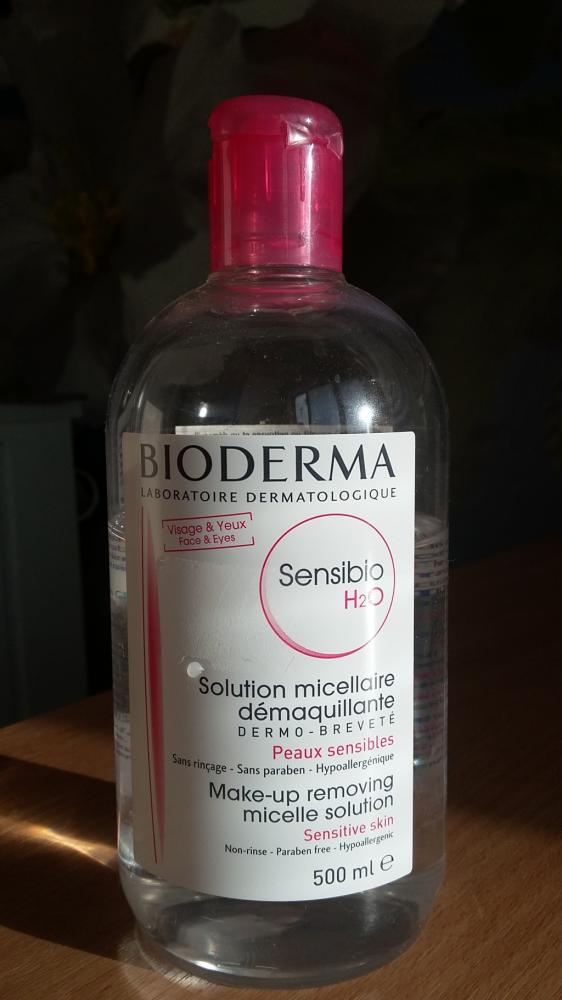 BIODERMA
LABORATOIRE DERMATOLOGIQUE
Visage & Yeux
Face & Eyes
Sensibio
H2O
Solution micellaire
démaquillante
DERMO-BREVETÉ
Peaux sensibles
Sans rinçage - Sans paraben - Hypoallergénique
Make-up removing
micelle solution
Sensitive skin
Non-rinse - Paraben free - Hypoallergenic
500 ml e